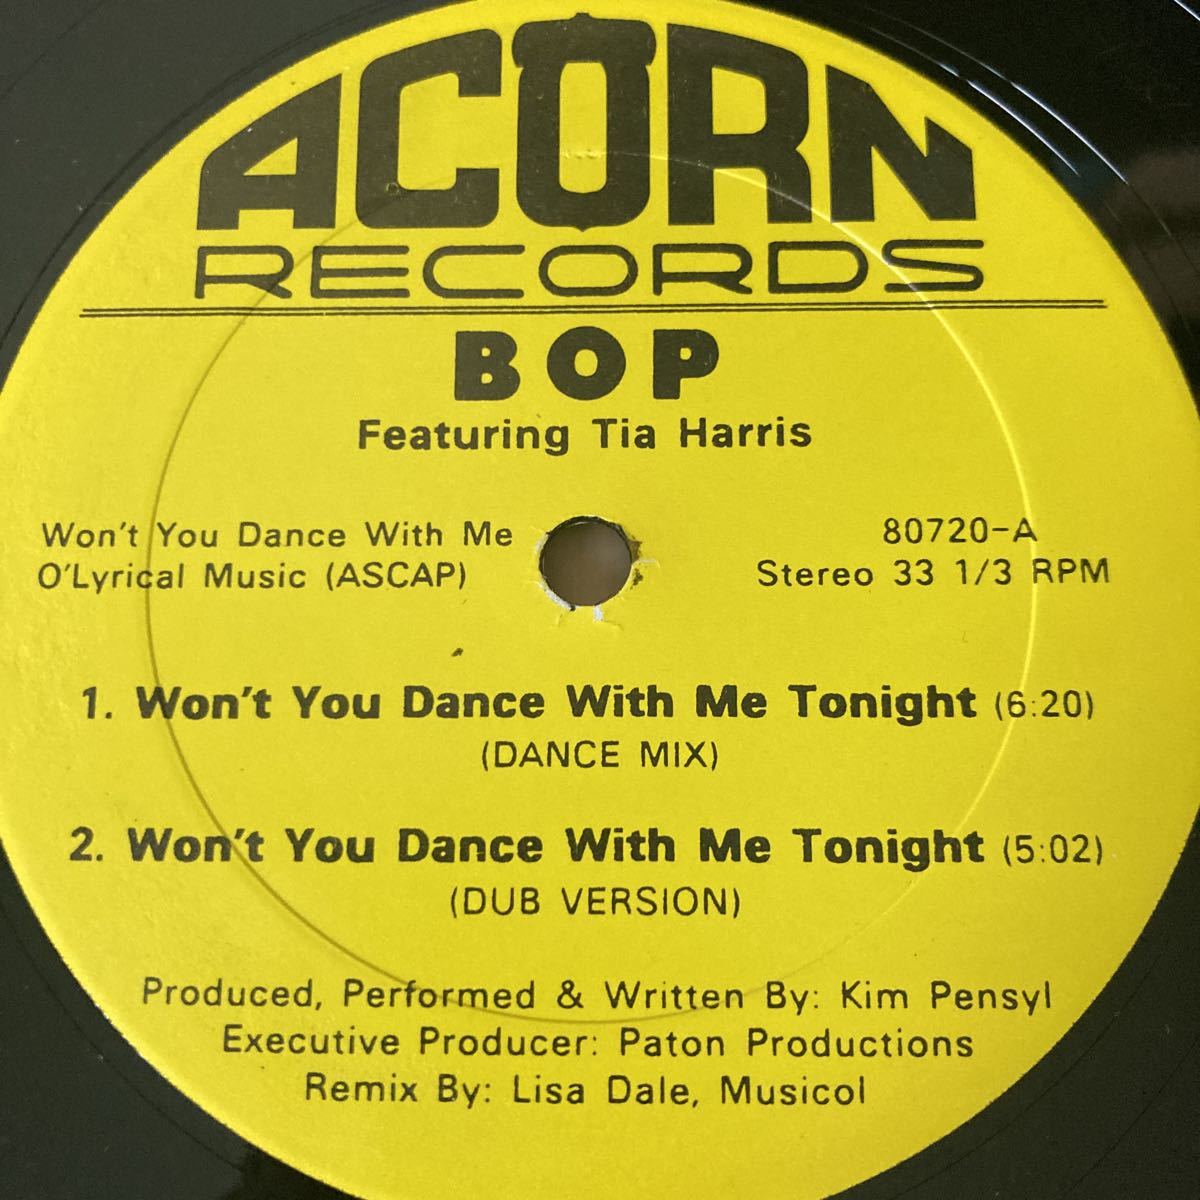 ACORN
RECORDS
BOP
Featuring Tia Harris
Won't You Dance With Me
O'Lyrical Music (ASCAP)
80720-A
Stereo 33 1/3 RPM
1. Won't You Dance With Me Tonight (6:20)
(DANCE MIX)
2. Won't You Dance With Me Tonight (5:02)
(DUB VERSION)
Produced, Performed & Written By: Kim Pensyl
Executive Producer: Paton Productions
Remix By: Lisa Dale, Musicol